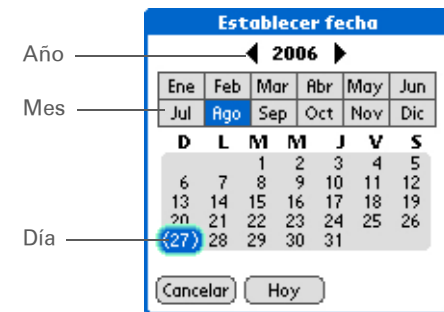 Establecer fecha
Año
2006
Ene Feb Mar Abr May Jun
Mes
Jul Ago Sep Oct Nov Dic
D L M M J V S
1 2 3 4 5
6 7 8 9 10 11 12
13 14 15 16 17 18 19
20 21 22 23 24 25 26
Día
(27) 28 29 30 31
Cancelar Hoy